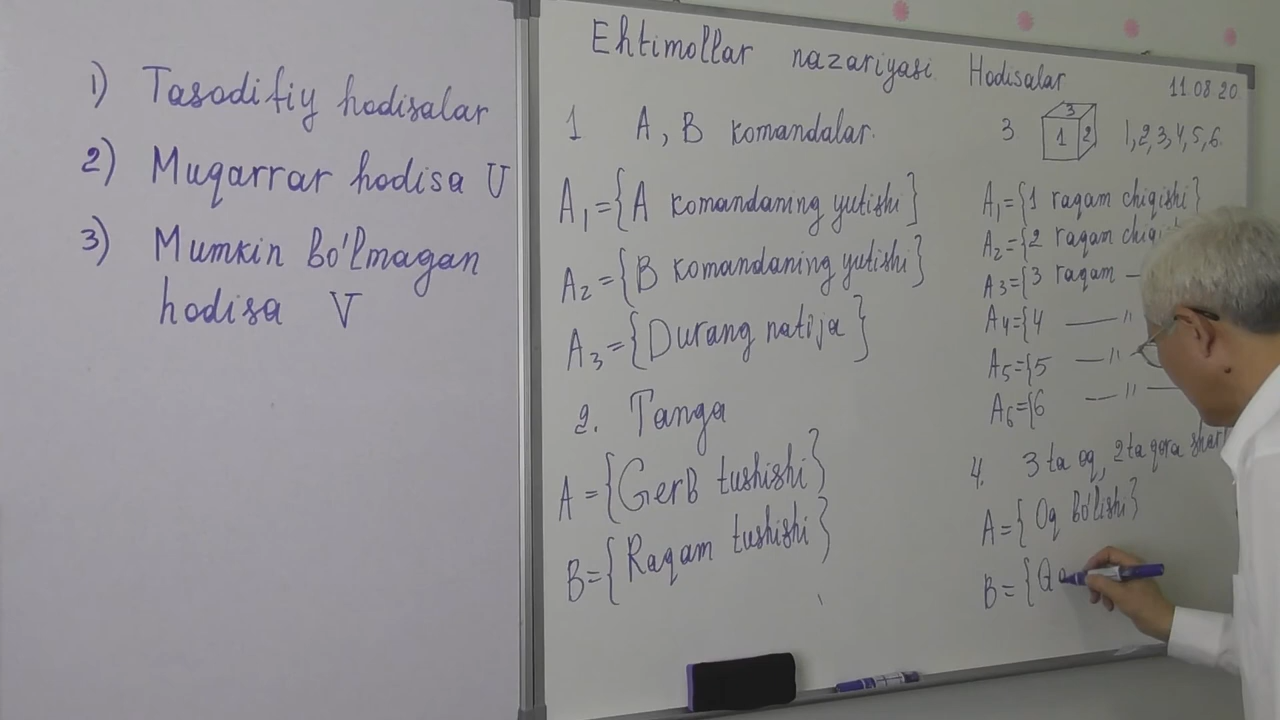 1) Tasodifiy hodisalar
2) Muqarrar hodisa U
3) Mumkin bo'lmagan
hodisa V
Ehtimollar nazariyasi. Hodisalar
11.08.20.
1 A, B komandalar.
A₁={A komandaning yutishi}
A₂={B komandaning yutishi}
A₃={Durang natija}
2. Tanga
A={Gerb tushishi}
B={Raqam tushishi}
3 1 2 3 1,2,3,4,5,6.
A₁={1 raqam chiqishi}
A₂={2 raqam
A₃={3 raqam —
A₄={4 — "
A₅={5 — " —
A₆={6 — " —
4. 3 ta oq, 2 ta qora
A={Oq bo'lishi}
B={